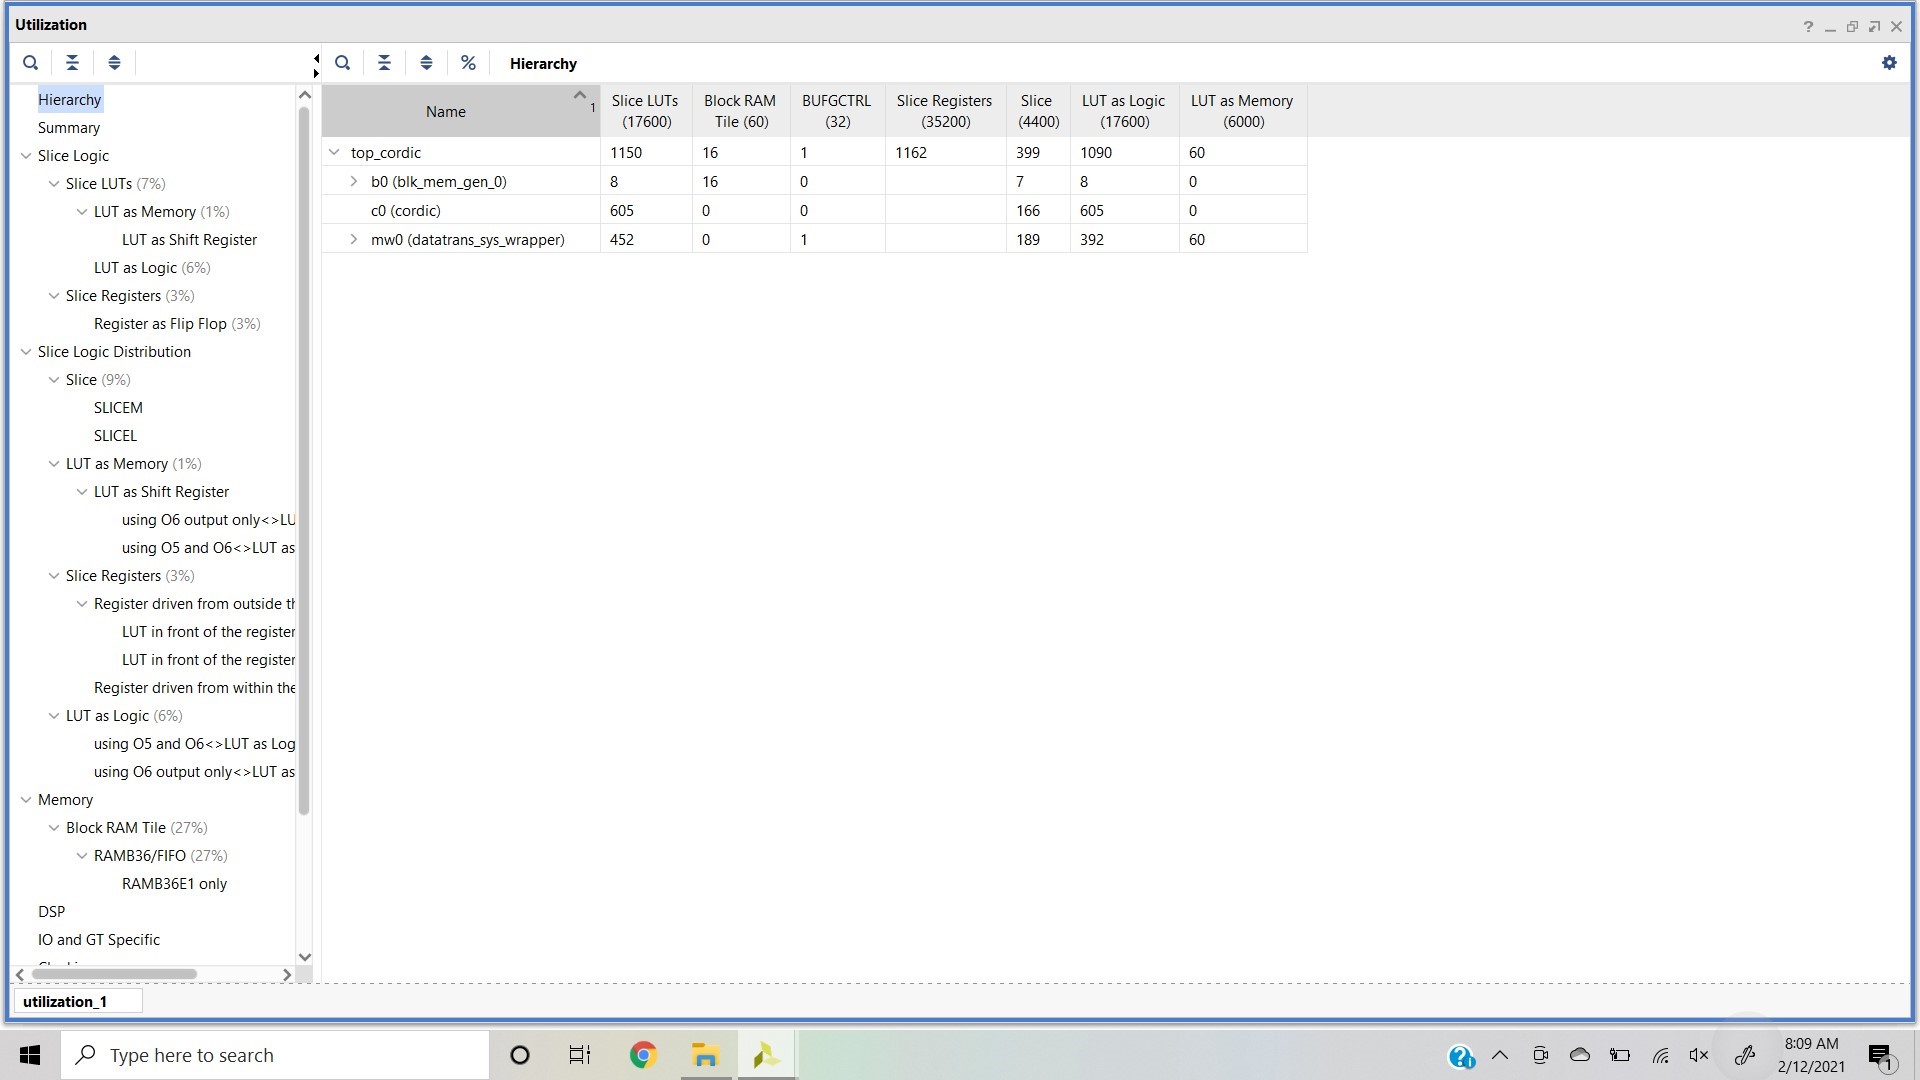 Utilization
?
%
Hierarchy
Hierarchy
Summary
Slice Logic
Slice LUTs (7%)
LUT as Memory (1%)
LUT as Shift Register
LUT as Logic (6%)
Slice Registers (3%)
Register as Flip Flop (3%)
Slice Logic Distribution
Slice (9%)
SLICEM
SLICEL
LUT as Memory (1%)
LUT as Shift Register
using O6 output only<>LU
using O5 and O6<>LUT as
Slice Registers (3%)
Register driven from outside th
LUT in front of the register
LUT in front of the register
Register driven from within the
LUT as Logic (6%)
using O5 and O6<>LUT as Log
using O6 output only<>LUT as
Memory
Block RAM Tile (27%)
RAMB36/FIFO (27%)
RAMB36E1 only
DSP
IO and GT Specific
Name 1 Slice LUTs (17600) Block RAM Tile (60) BUFGCTRL (32) Slice Registers (35200) Slice (4400) LUT as Logic (17600) LUT as Memory (6000)
top_cordic 1150 16 1 1162 399 1090 60
b0 (blk_mem_gen_0) 8 16 0 7 8 0
c0 (cordic) 605 0 0 166 605 0
mw0 (datatrans_sys_wrapper) 452 0 1 189 392 60
utilization_1
Type here to search
8:09 AM
2/12/2021
1